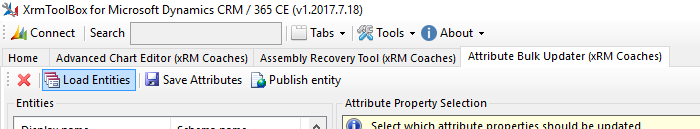 XrmToolBox for Microsoft Dynamics CRM / 365 CE (v1.2017.7.18)
Connect Search Tabs Tools About
Home Advanced Chart Editor (xRM Coaches) Assembly Recovery Tool (xRM Coaches) Attribute Bulk Updater (xRM Coaches)
Load Entities Save Attributes Publish entity
Entities Attribute Property Selection
Display name Schema name Select which attribute properties should be updated